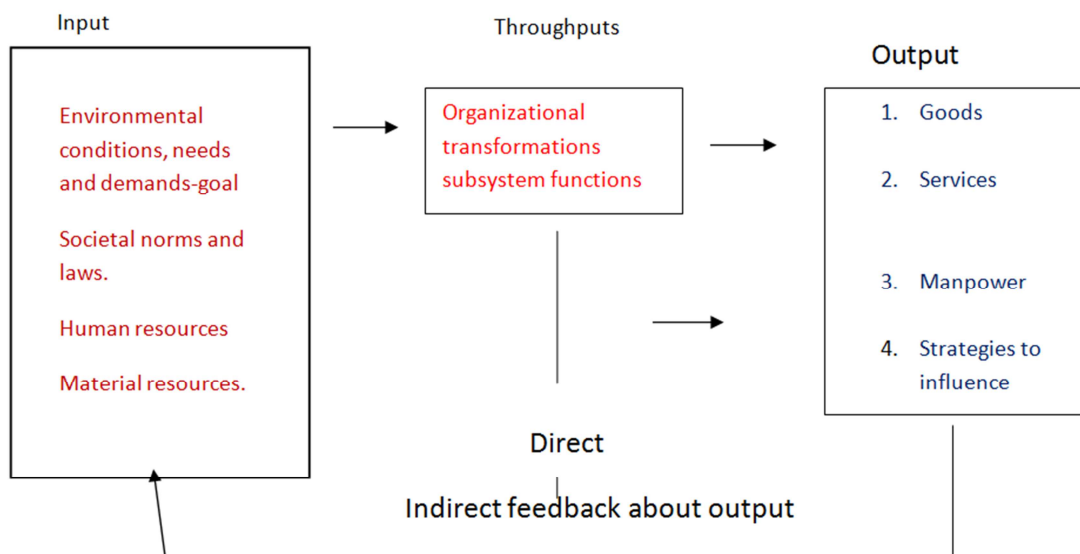 Input
Throughputs
Output
Environmental
conditions, needs
and demands-goal
Societal norms and
laws.
Human resources
Material resources.
Organizational
transformations
subsystem functions
1. Goods
2. Services
3. Manpower
4. Strategies to
influence
Direct
Indirect feedback about output